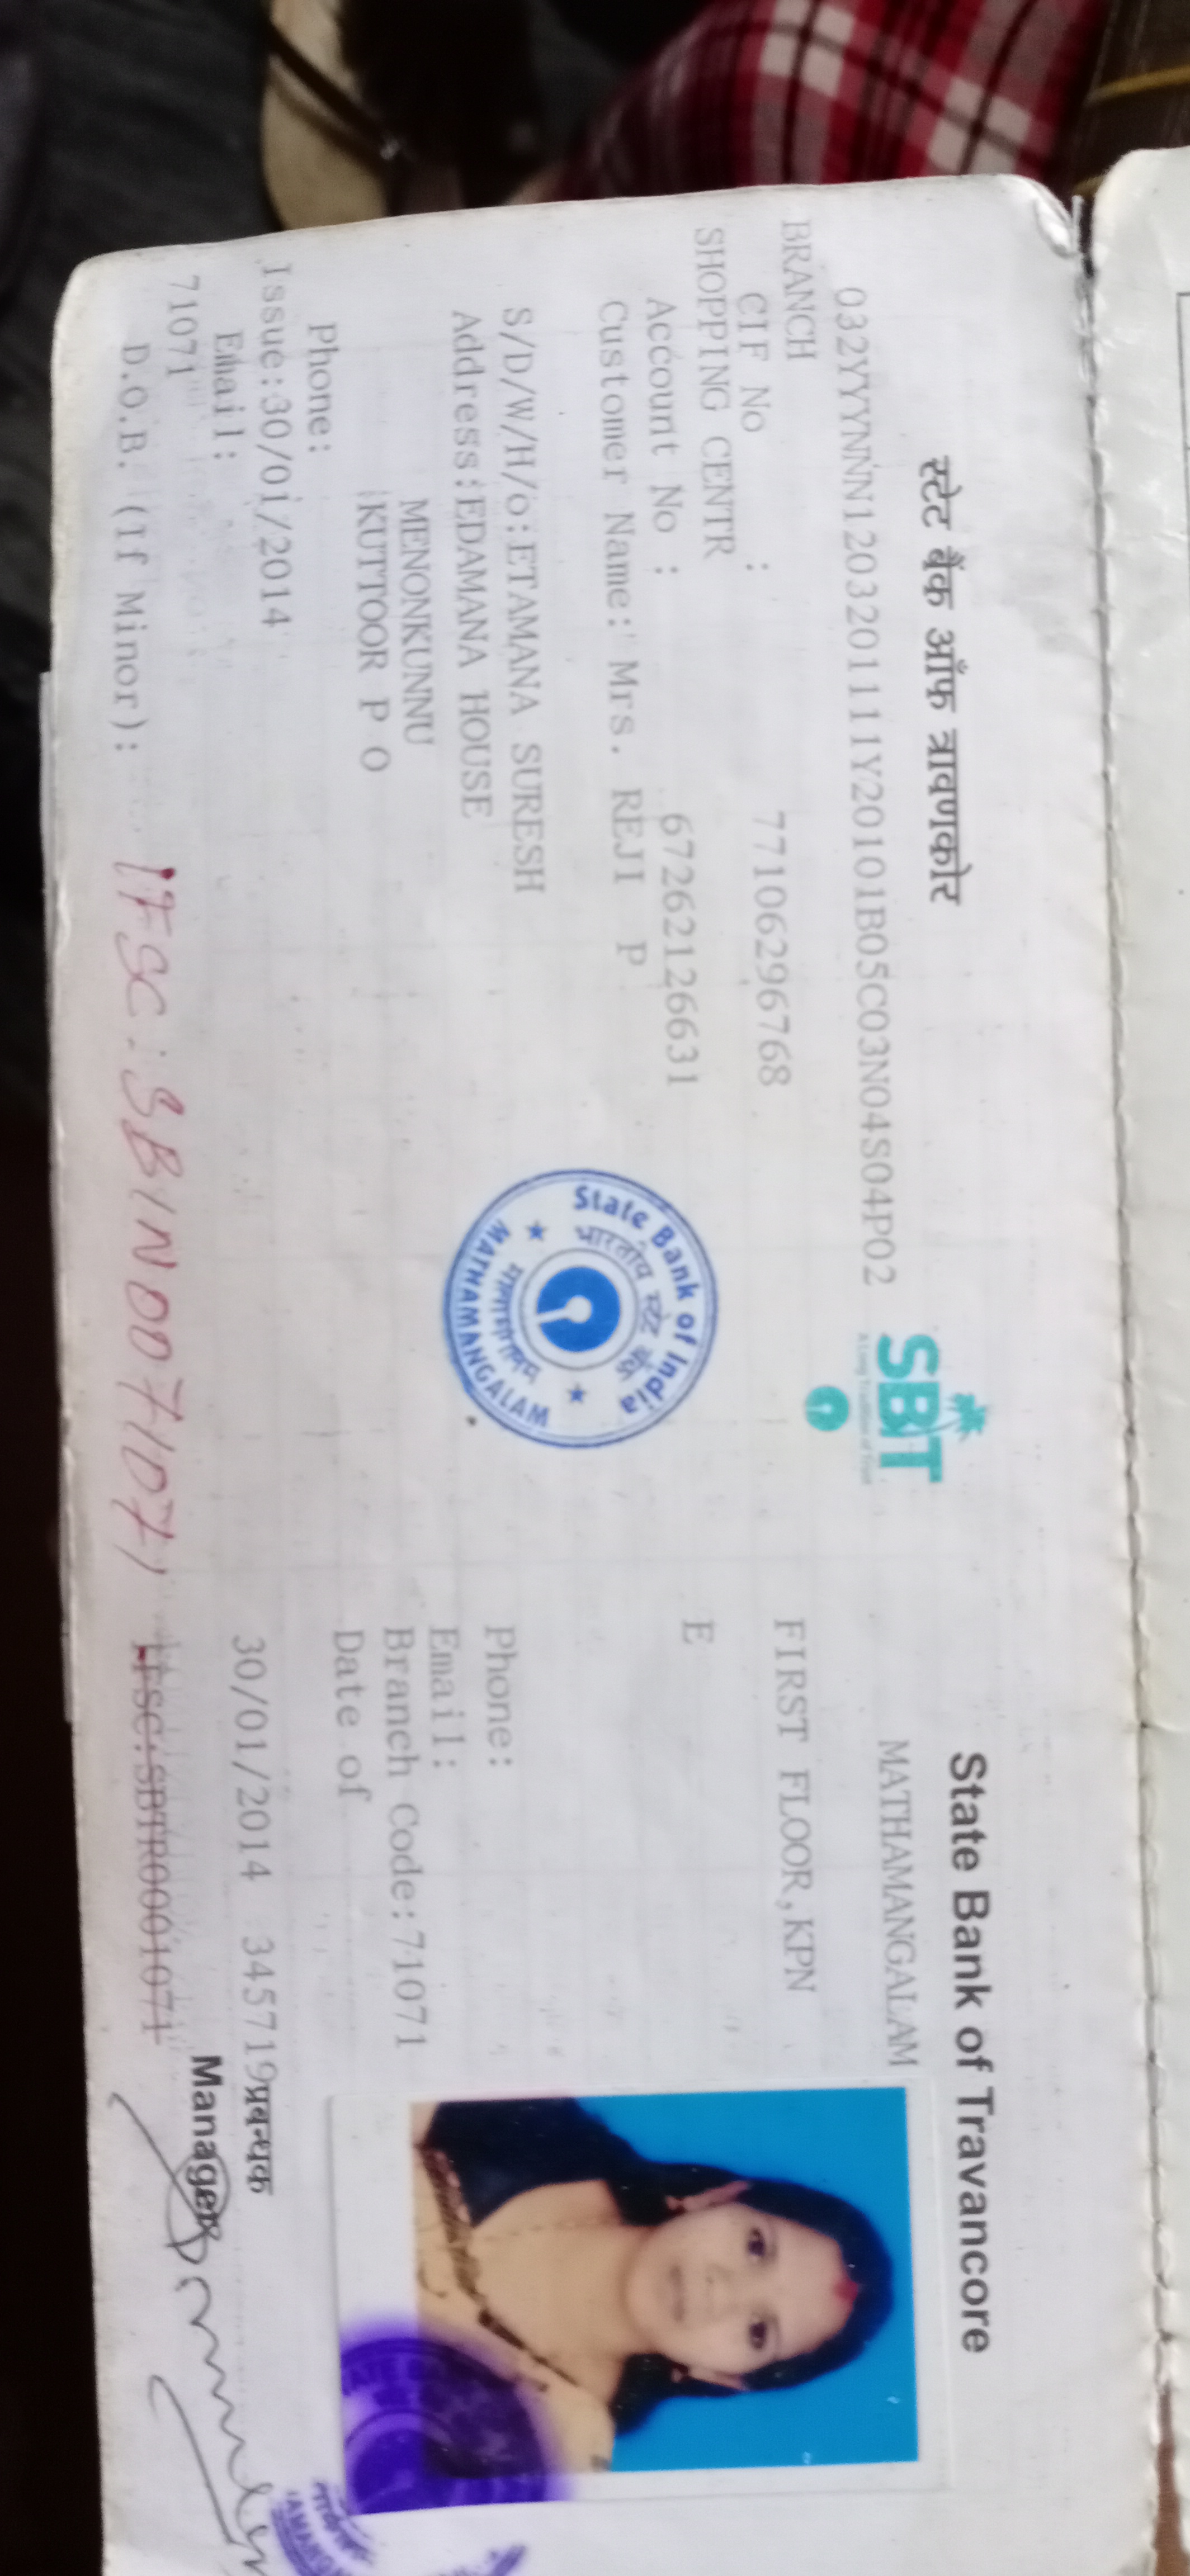 स्टेट बैंक ऑफ त्रावणकोर
State Bank of Travancore
SBT
032YYYNNN1203201111Y20101B05C03N04S04P02
MATHAMANGALAM
BRANCH
CIF No : 77106296768
FIRST FLOOR,KPN
SHOPPING CENTR
Account No : 67262126631
E
Customer Name: Mrs. REJI P
S/D/W/H/o:ETAMANA SURESH
Phone:
Address:EDAMANA HOUSE
Email:
MENONKUNNU
Branch Code:71071
KUTTOOR P O
Date of
Phone:
Issue:30/01/2014
30/01/2014 345719
प्रबन्धक
Email:
Manager
71071
D.O.B. (If Minor):
IFSC: SBIN0071071
IFSC:SBTR0001071
State Bank of India
भारतीय स्टेट बैंक
MATHAMANGALAM